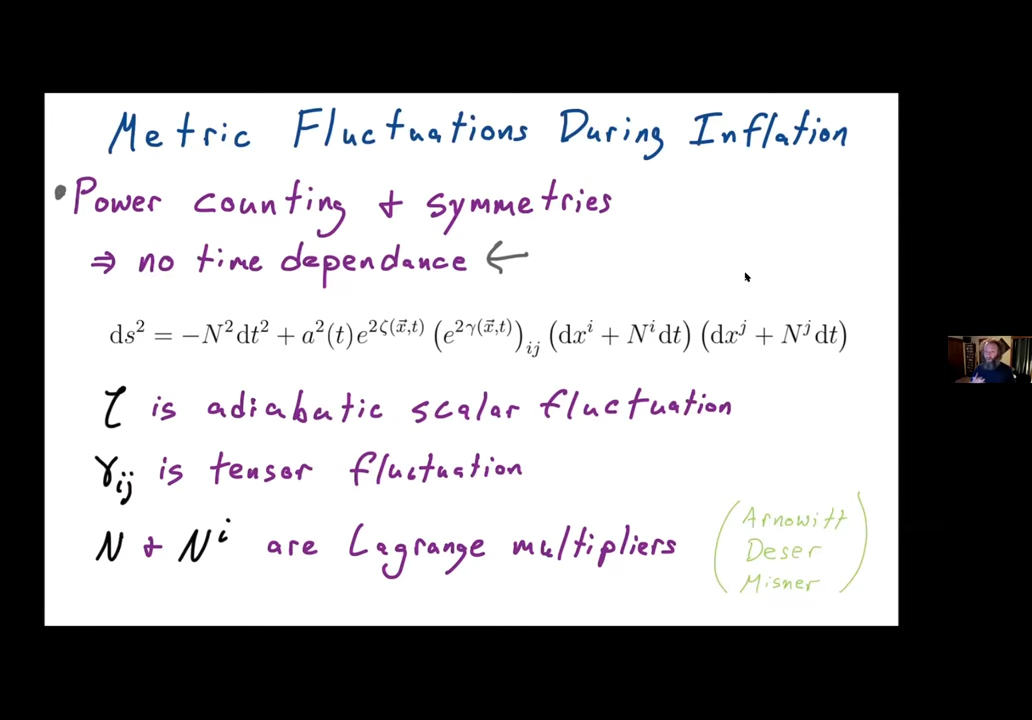 Metric Fluctuations During Inflation
• Power counting + symmetries
⇒ no time dependance ←
ds² = −N²dt² + a²(t)e^{2ζ(x⃗,t)} (e^{2γ(x⃗,t)})_{ij} (dx^i + N^i dt) (dx^j + N^j dt)
ζ is adiabatic scalar fluctuation
γ_{ij} is tensor fluctuation
N + N^i are Lagrange multipliers
(Arnowitt
Deser
Misner)